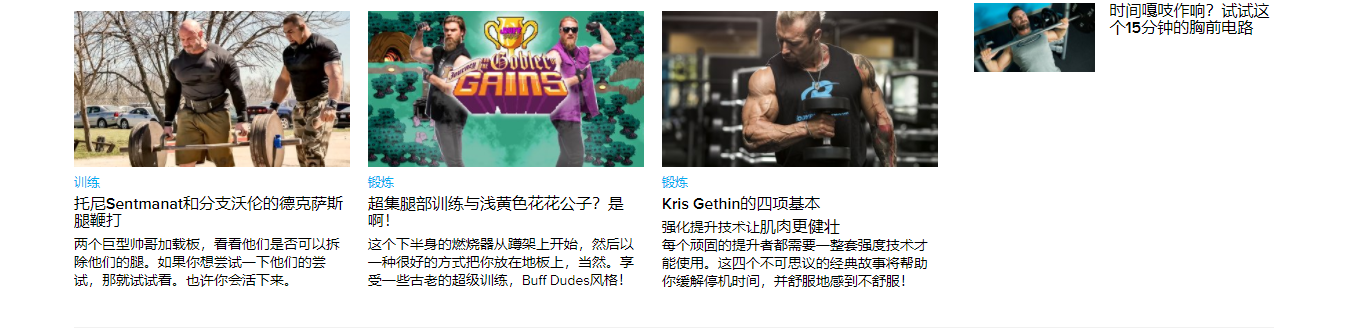 训练
托尼Sentmanat和分支沃伦的德克萨斯
腿鞭打
两个巨型帅哥加载板，看看他们是否可以拆
除他们的腿。如果你想尝试一下他们的尝
试，那就试试看。也许你会活下来。
Journey to the
Goblet of
GAINS
锻炼
超集腿部训练与浅黄色花花公子？是
啊！
这个下半身的燃烧器从蹲架上开始，然后以
一种很好的方式把你放在地板上，当然。享
受一些古老的超级训练，Buff Dudes风格！
锻炼
Kris Gethin的四项基本
强化提升技术让肌肉更健壮
每个顽固的提升者都需要一整套强度技术才
能使用。这四个不可思议的经典故事将帮助
你缓解停机时间，并舒服地感到不舒服！
时间嘎吱作响？试试这
个15分钟的胸前电路